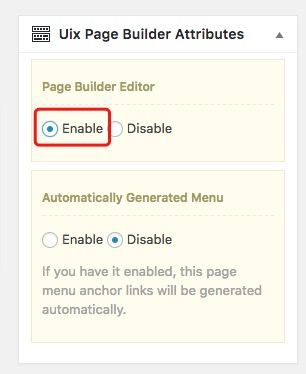 Uix Page Builder Attributes
Page Builder Editor
Enable Disable
Automatically Generated Menu
Enable Disable
If you have it enabled, this page
menu anchor links will be generated
automatically.